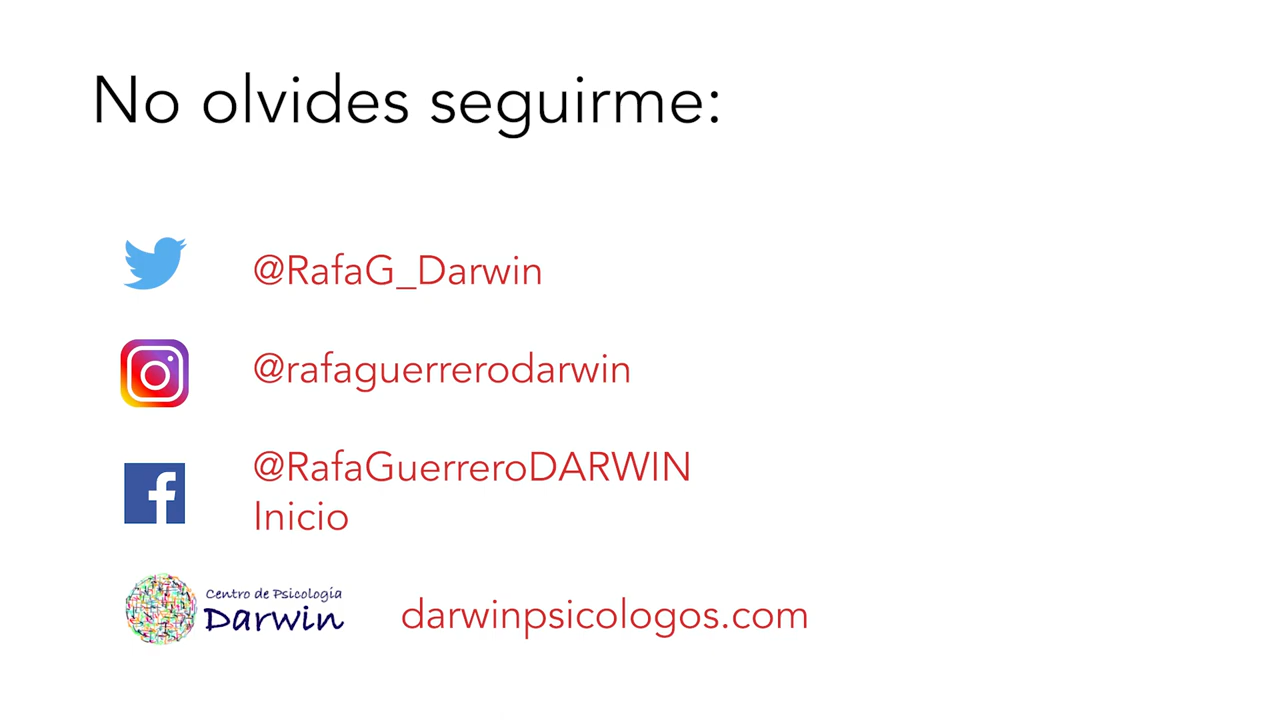 No olvides seguirme:
@RafaG_Darwin
@rafaguerrerodarwin
@RafaGuerreroDARWIN
Inicio
Centro de Psicología
Darwin
darwinpsicologos.com